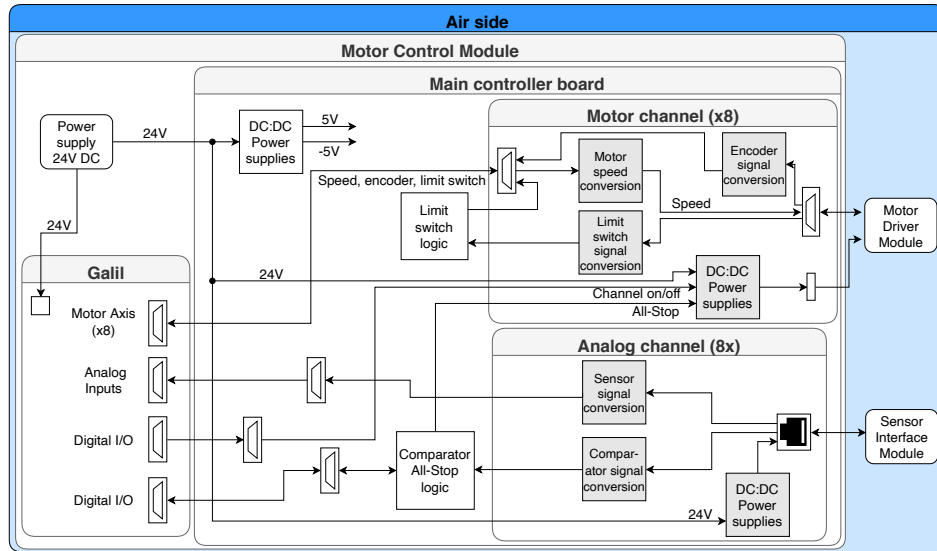 Air side
Motor Control Module
Main controller board
Power
supply
24V DC
24V
DC:DC
Power
supplies
5V
-5V
Motor channel (x8)
Motor
speed
conversion
Encoder
signal
conversion
Speed, encoder, limit switch
Speed
Limit
switch
logic
Limit
switch
signal
conversion
Motor
Driver
Module
24V
Galil
24V
DC:DC
Power
supplies
Channel on/off
All-Stop
Motor Axis
(x8)
Analog channel (8x)
Analog
Inputs
Sensor
signal
conversion
Digital I/O
Comparator
All-Stop
logic
Compar-
ator signal
conversion
Sensor
Interface
Module
Digital I/O
24V
DC:DC
Power
supplies